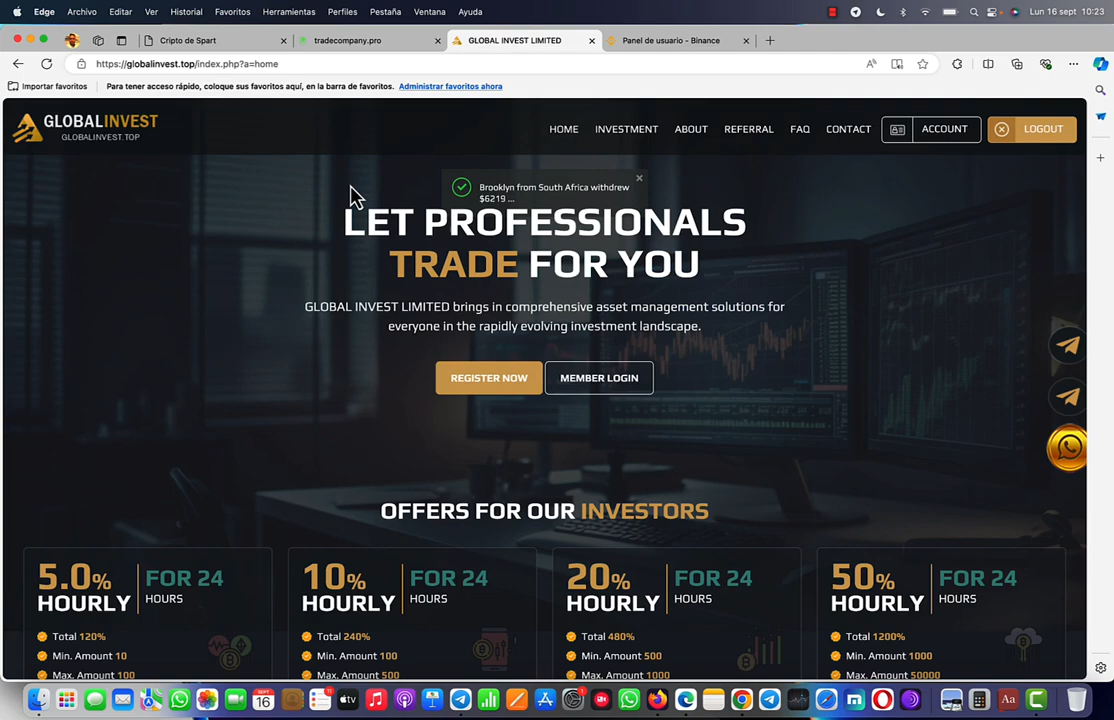 Edge Archivo Editar Ver Historial Favoritos Herramientas Perfiles Pestaña Ventana Ayuda Lun 16 sept 10:23
Cripto de Spart tradecompany.pro GLOBAL INVEST LIMITED Panel de usuario - Binance
https://globalinvest.top/index.php?a=home
Importar favoritos Para tener acceso rápido, coloque sus favoritos aquí, en la barra de favoritos. Administrar favoritos ahora
GLOBALINVEST
GLOBALINVEST.TOP
HOME INVESTMENT ABOUT REFERRAL FAQ CONTACT ACCOUNT LOGOUT
Brooklyn from South Africa withdrew
$6219 ...
LET PROFESSIONALS
TRADE FOR YOU
GLOBAL INVEST LIMITED brings in comprehensive asset management solutions for
everyone in the rapidly evolving investment landscape.
REGISTER NOW MEMBER LOGIN
OFFERS FOR OUR INVESTORS
5.0% HOURLY FOR 24 HOURS
Total 120%
Min. Amount 10
Max. Amount 100
10% HOURLY FOR 24 HOURS
Total 240%
Min. Amount 100
Max. Amount 500
20% HOURLY FOR 24 HOURS
Total 480%
Min. Amount 500
Max. Amount 1000
50% HOURLY FOR 24 HOURS
Total 1200%
Min. Amount 1000
Max. Amount 50000